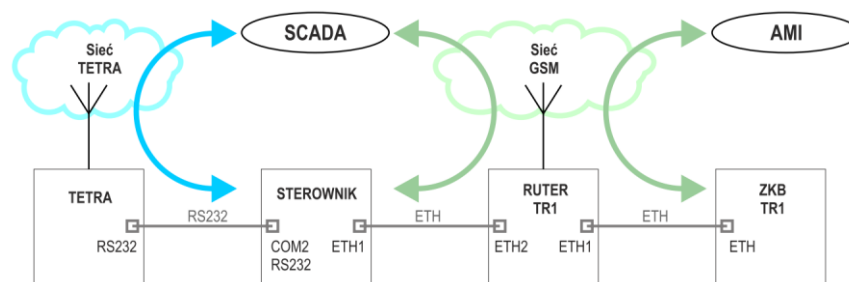 Sieć
TETRA
SCADA
Sieć
GSM
AMI
TETRA
STEROWNIK
RUTER
TR1
ZKB
TR1
RS232
ETH
ETH
RS232
COM2
RS232
ETH1
ETH2
ETH1
ETH